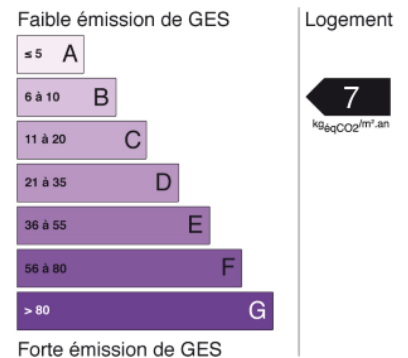 Faible émission de GES
Logement
≤ 5 A
6 à 10 B
11 à 20 C
21 à 35 D
36 à 55 E
56 à 80 F
> 80 G
7
kgéqCO2/m².an
Forte émission de GES